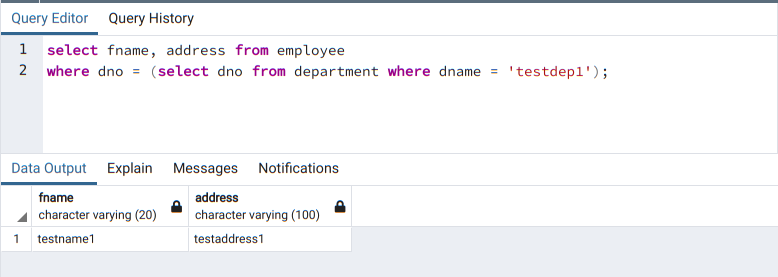 Query Editor Query History
1 select fname, address from employee
2 where dno = (select dno from department where dname = 'testdep1');
Data Output Explain Messages Notifications
fname address
character varying (20) character varying (100)
1 testname1 testaddress1